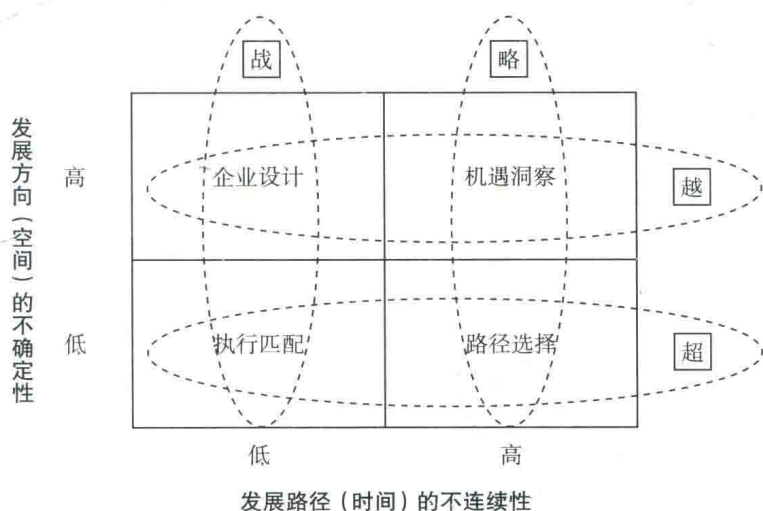 战 略
发展方向（空间）的不确定性
高 企业设计 机遇洞察 越
低 执行匹配 路径选择 超
低 高
发展路径（时间）的不连续性